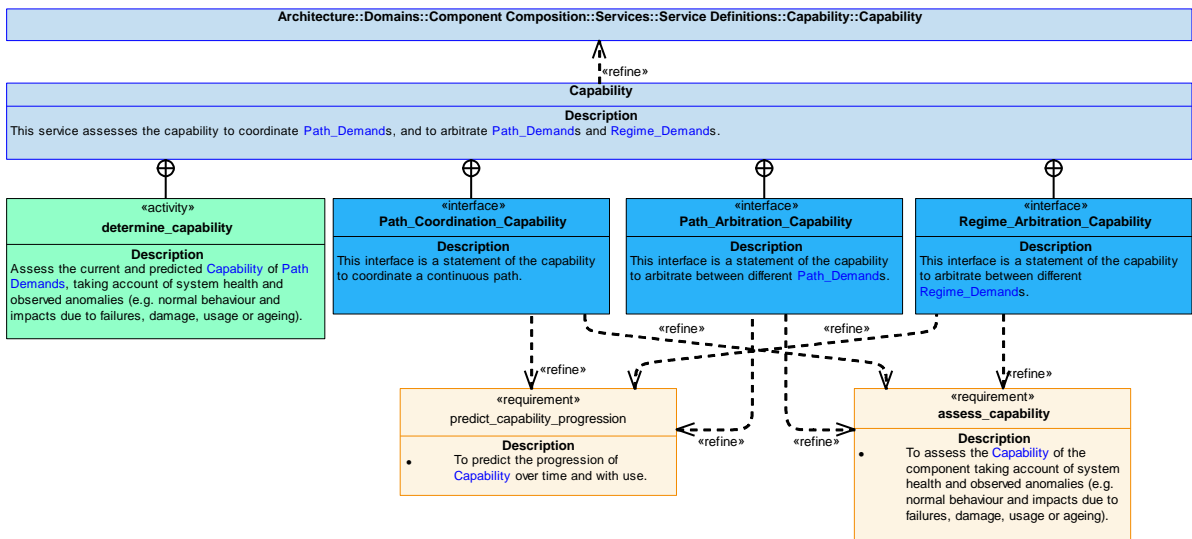 Architecture::Domains::Component Composition::Services::Service Definitions::Capability::Capability
«refine»
Capability
Description
This service assesses the capability to coordinate Path_Demands, and to arbitrate Path_Demands and Regime_Demands.
«activity»
determine_capability
Description
Assess the current and predicted Capability of Path
Demands, taking account of system health and
observed anomalies (e.g. normal behaviour and
impacts due to failures, damage, usage or ageing).
«interface»
Path_Coordination_Capability
Description
This interface is a statement of the capability
to coordinate a continuous path.
«interface»
Path_Arbitration_Capability
Description
This interface is a statement of the capability
to arbitrate between different Path_Demands.
«interface»
Regime_Arbitration_Capability
Description
This interface is a statement of the capability
to arbitrate between different
Regime_Demands.
«refine»
«refine»
«refine»
«refine»
«refine»
«refine»
«requirement»
predict_capability_progression
Description
• To predict the progression of
Capability over time and with use.
«requirement»
assess_capability
Description
• To assess the Capability of the
component taking account of system
health and observed anomalies (e.g.
normal behaviour and impacts due to
failures, damage, usage or ageing).